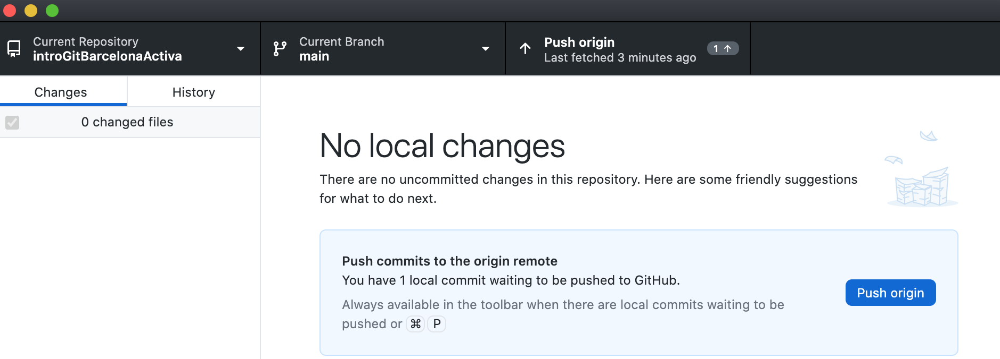 Current Repository
introGitBarcelonaActiva
Current Branch
main
Push origin
Last fetched 3 minutes ago
1 ↑
Changes
History
0 changed files
No local changes
There are no uncommitted changes in this repository. Here are some friendly suggestions
for what to do next.
Push commits to the origin remote
You have 1 local commit waiting to be pushed to GitHub.
Always available in the toolbar when there are local commits waiting to be
pushed or ⌘ P
Push origin